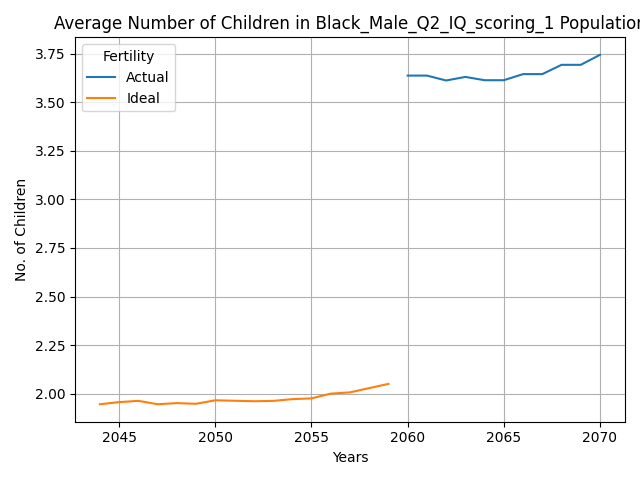 Average Number of Children in Black_Male_Q2_IQ_scoring_1 Population
Fertility
Actual
Ideal
3.75
3.50
3.25
3.00
2.75
2.50
2.25
2.00
No. of Children
2045 2050 2055 2060 2065 2070
Years